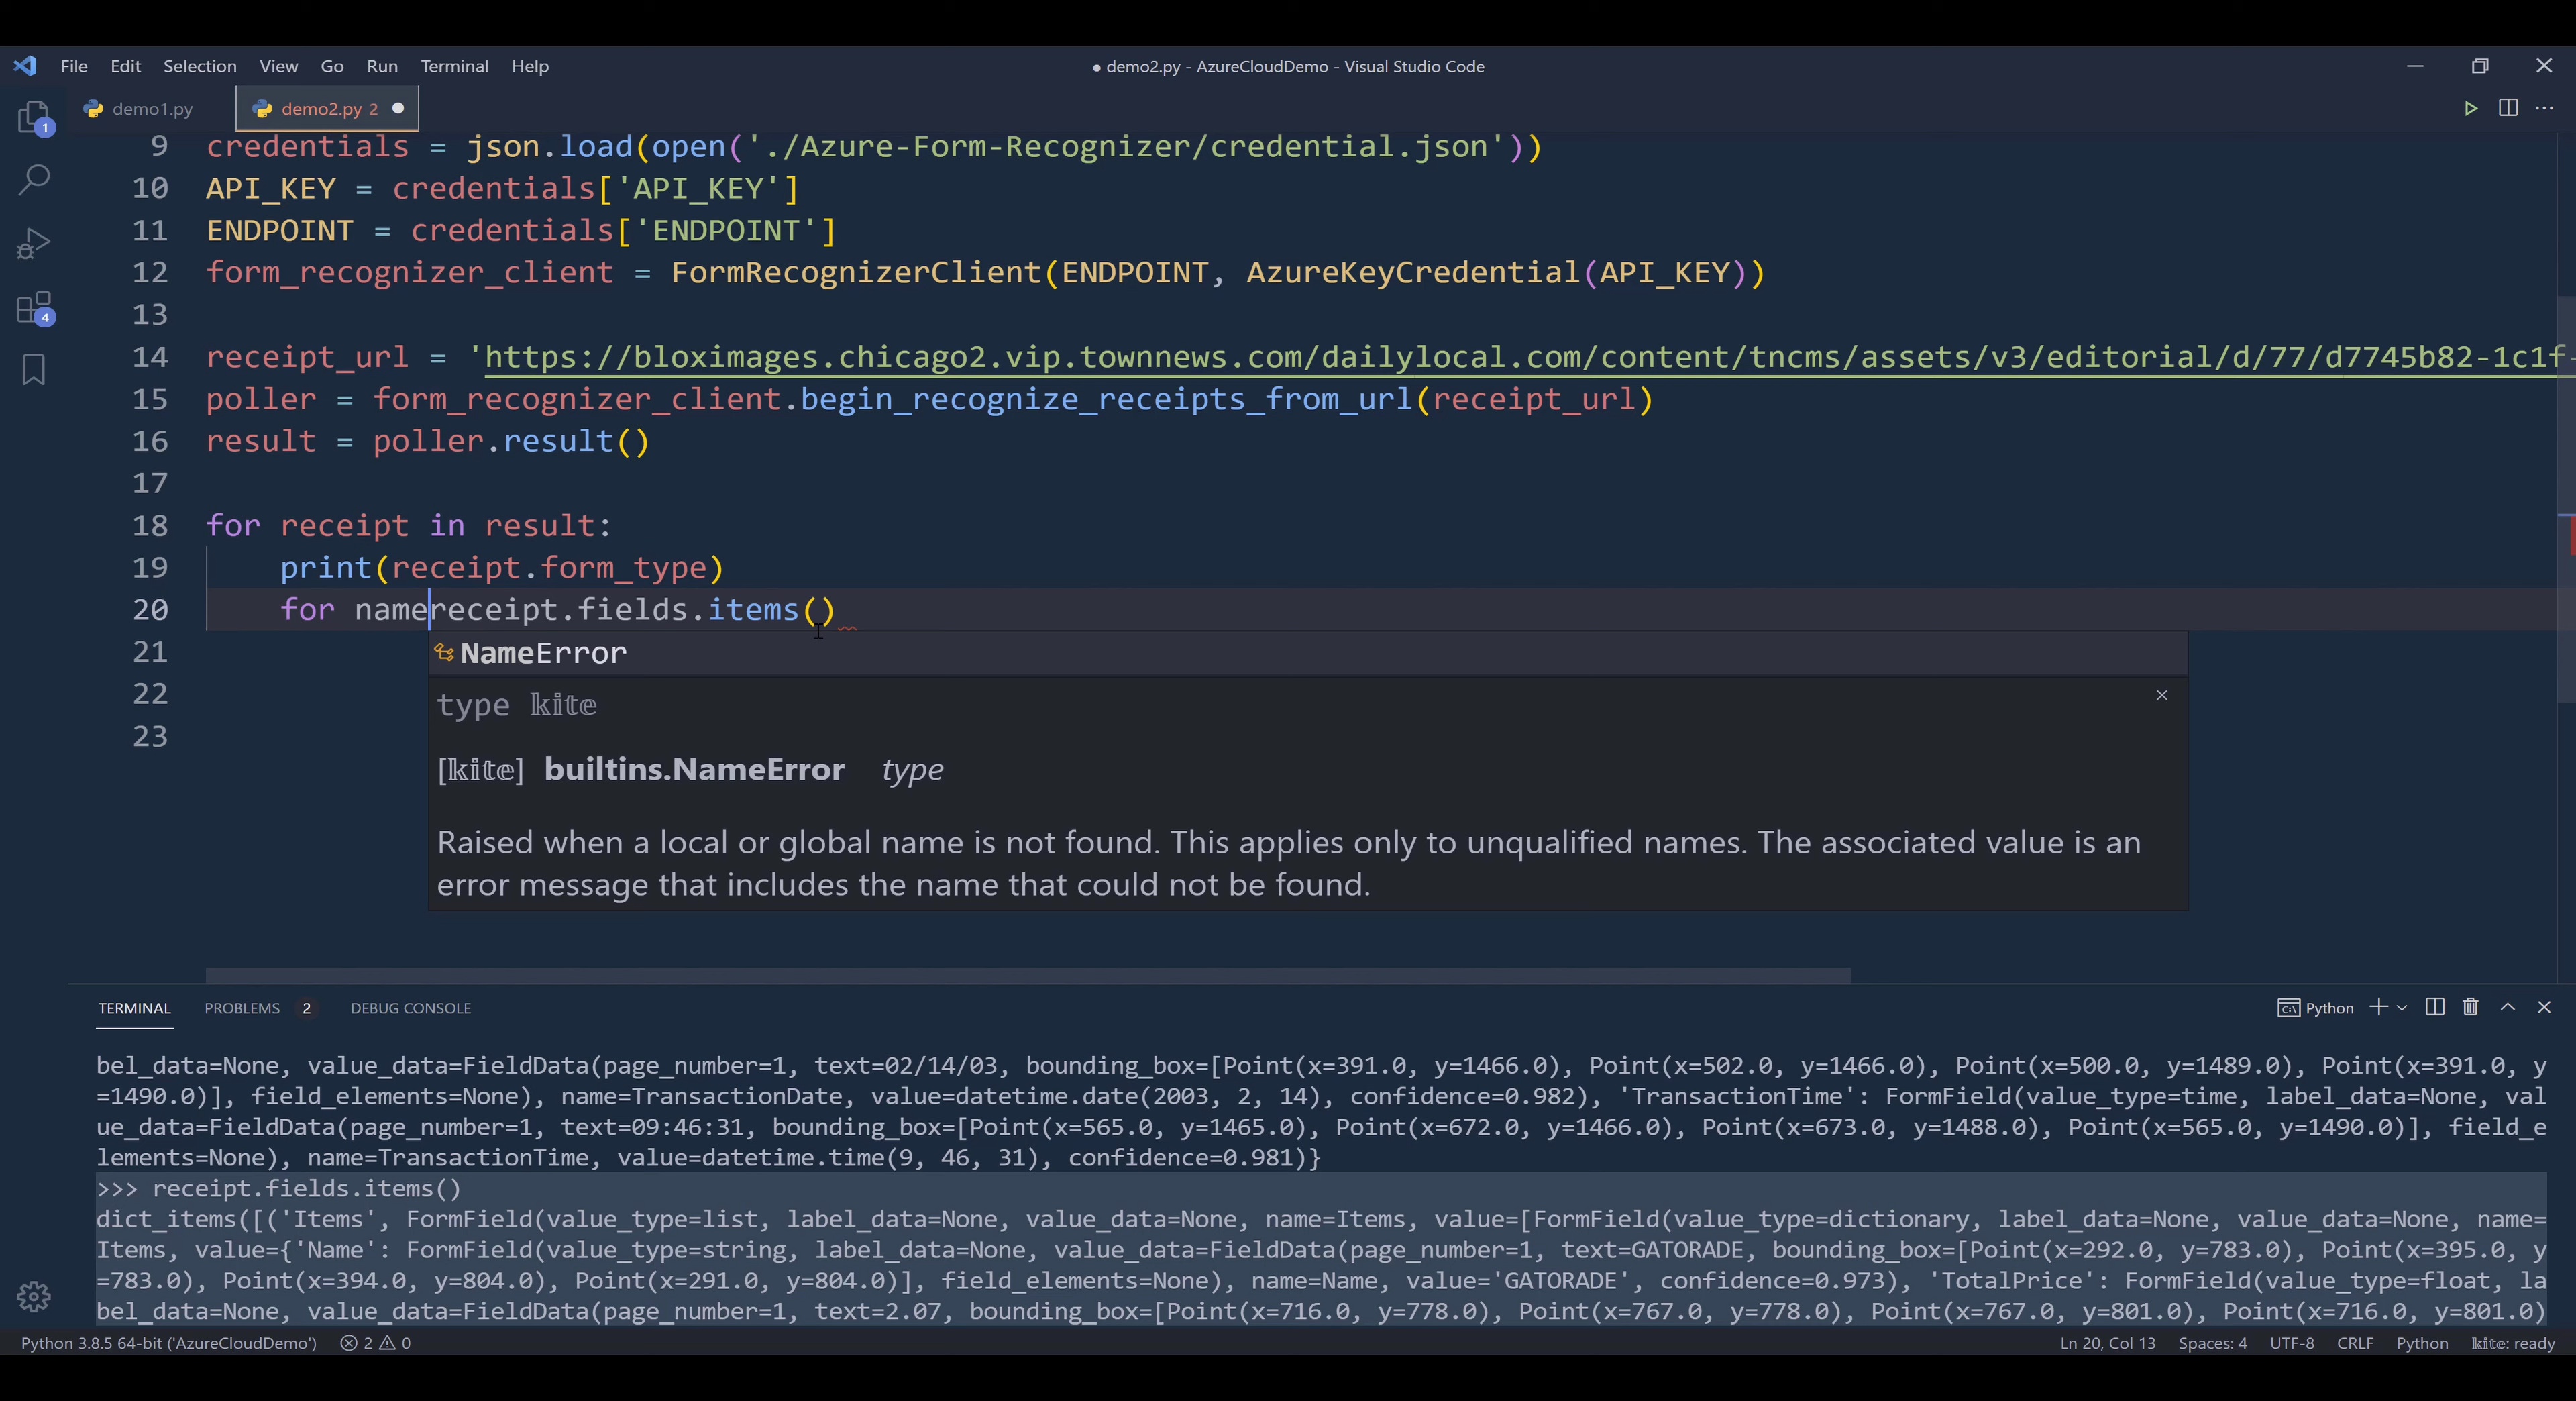 File Edit Selection View Go Run Terminal Help
● demo2.py - AzureCloudDemo - Visual Studio Code
demo1.py
demo2.py 2
9 credentials = json.load(open('./Azure-Form-Recognizer/credential.json'))
10 API_KEY = credentials['API_KEY']
11 ENDPOINT = credentials['ENDPOINT']
12 form_recognizer_client = FormRecognizerClient(ENDPOINT, AzureKeyCredential(API_KEY))
13
14 receipt_url = 'https://bloximages.chicago2.vip.townnews.com/dailylocal.com/content/tncms/assets/v3/editorial/d/77/d7745b82-1c1f-
15 poller = form_recognizer_client.begin_recognize_receipts_from_url(receipt_url)
16 result = poller.result()
17
18 for receipt in result:
19 print(receipt.form_type)
20 for namereceipt.fields.items()
21
22
23
NameError
type kite
[kite] builtins.NameError type
Raised when a local or global name is not found. This applies only to unqualified names. The associated value is an
error message that includes the name that could not be found.
1
4
TERMINAL PROBLEMS 2 DEBUG CONSOLE
Python
bel_data=None, value_data=FieldData(page_number=1, text=02/14/03, bounding_box=[Point(x=391.0, y=1466.0), Point(x=502.0, y=1466.0), Point(x=500.0, y=1489.0), Point(x=391.0, y
=1490.0)], field_elements=None), name=TransactionDate, value=datetime.date(2003, 2, 14), confidence=0.982), 'TransactionTime': FormField(value_type=time, label_data=None, val
ue_data=FieldData(page_number=1, text=09:46:31, bounding_box=[Point(x=565.0, y=1465.0), Point(x=672.0, y=1466.0), Point(x=673.0, y=1488.0), Point(x=565.0, y=1490.0)], field_e
lements=None), name=TransactionTime, value=datetime.time(9, 46, 31), confidence=0.981)}
>>> receipt.fields.items()
dict_items([('Items', FormField(value_type=list, label_data=None, value_data=None, name=Items, value=[FormField(value_type=dictionary, label_data=None, value_data=None, name=
Items, value={'Name': FormField(value_type=string, label_data=None, value_data=FieldData(page_number=1, text=GATORADE, bounding_box=[Point(x=292.0, y=783.0), Point(x=395.0, y
=783.0), Point(x=394.0, y=804.0), Point(x=291.0, y=804.0)], field_elements=None), name=Name, value='GATORADE', confidence=0.973), 'TotalPrice': FormField(value_type=float, la
bel_data=None, value_data=FieldData(page_number=1, text=2.07, bounding_box=[Point(x=716.0, y=778.0), Point(x=767.0, y=778.0), Point(x=767.0, y=801.0), Point(x=716.0, y=801.0)
Python 3.8.5 64-bit ('AzureCloudDemo') 2 0
Ln 20, Col 13 Spaces: 4 UTF-8 CRLF Python kite: ready